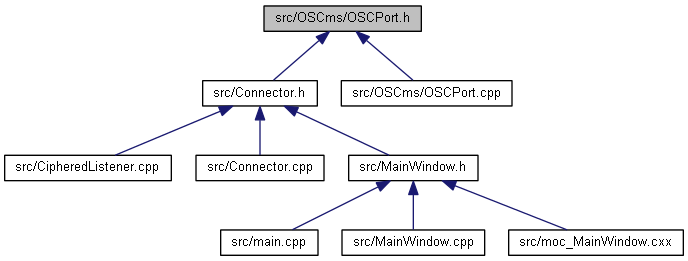 src/OSCms/OSCPort.h
src/Connector.h
src/OSCms/OSCPort.cpp
src/CipheredListener.cpp
src/Connector.cpp
src/MainWindow.h
src/main.cpp
src/MainWindow.cpp
src/moc_MainWindow.cxx